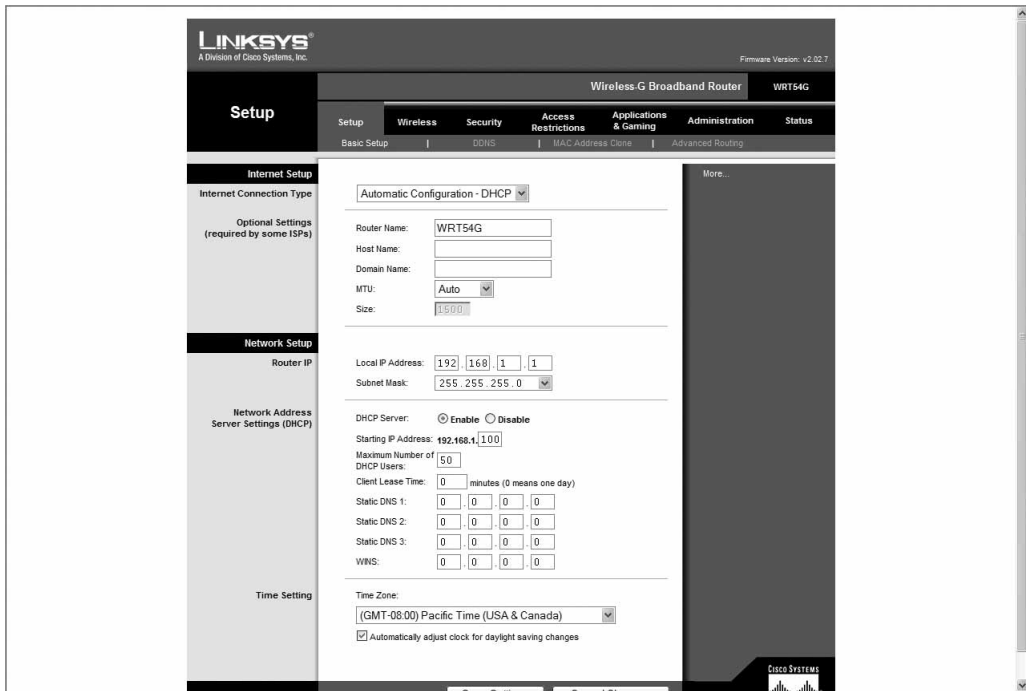 LINKSYS®
A Division of Cisco Systems, Inc.
Firmware Version: v2.02.7
Wireless-G Broadband Router WRT54G
Setup
Setup Wireless Security Access Restrictions Applications & Gaming Administration Status
Basic Setup | DDNS | MAC Address Clone | Advanced Routing
Internet Setup
More...
Internet Connection Type Automatic Configuration - DHCP
Optional Settings
(required by some ISPs)
Router Name: WRT54G
Host Name:
Domain Name:
MTU: Auto
Size: 1500
Network Setup
Router IP
Local IP Address: 192 . 168 . 1 . 1
Subnet Mask: 255.255.255.0
Network Address
Server Settings (DHCP)
DHCP Server: Enable Disable
Starting IP Address: 192.168.1. 100
Maximum Number of
DHCP Users: 50
Client Lease Time: 0 minutes (0 means one day)
Static DNS 1: 0 . 0 . 0 . 0
Static DNS 2: 0 . 0 . 0 . 0
Static DNS 3: 0 . 0 . 0 . 0
WINS: 0 . 0 . 0 . 0
Time Setting
Time Zone:
(GMT-08:00) Pacific Time (USA & Canada)
Automatically adjust clock for daylight saving changes
CISCO SYSTEMS